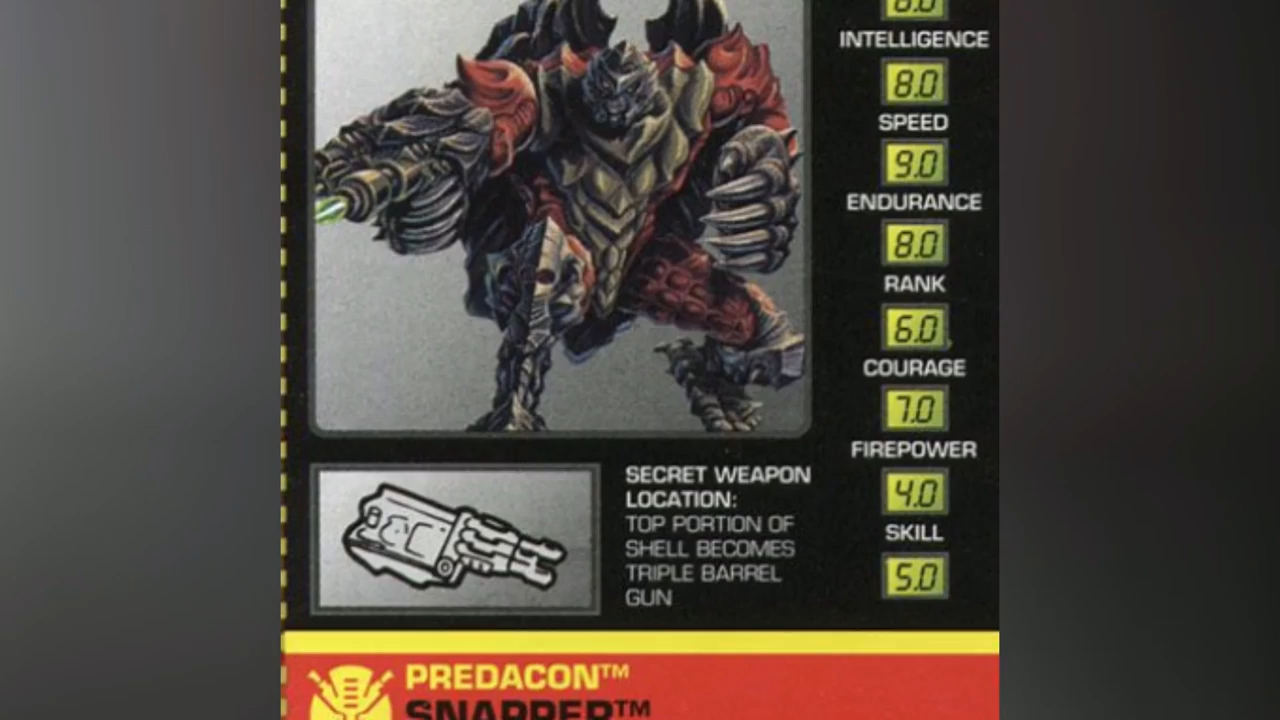 INTELLIGENCE
8.0
SPEED
9.0
ENDURANCE
8.0
RANK
6.0
COURAGE
7.0
FIREPOWER
4.0
SKILL
5.0
SECRET WEAPON
LOCATION:
TOP PORTION OF
SHELL BECOMES
TRIPLE BARREL
GUN
PREDACON™
SNAPPER™